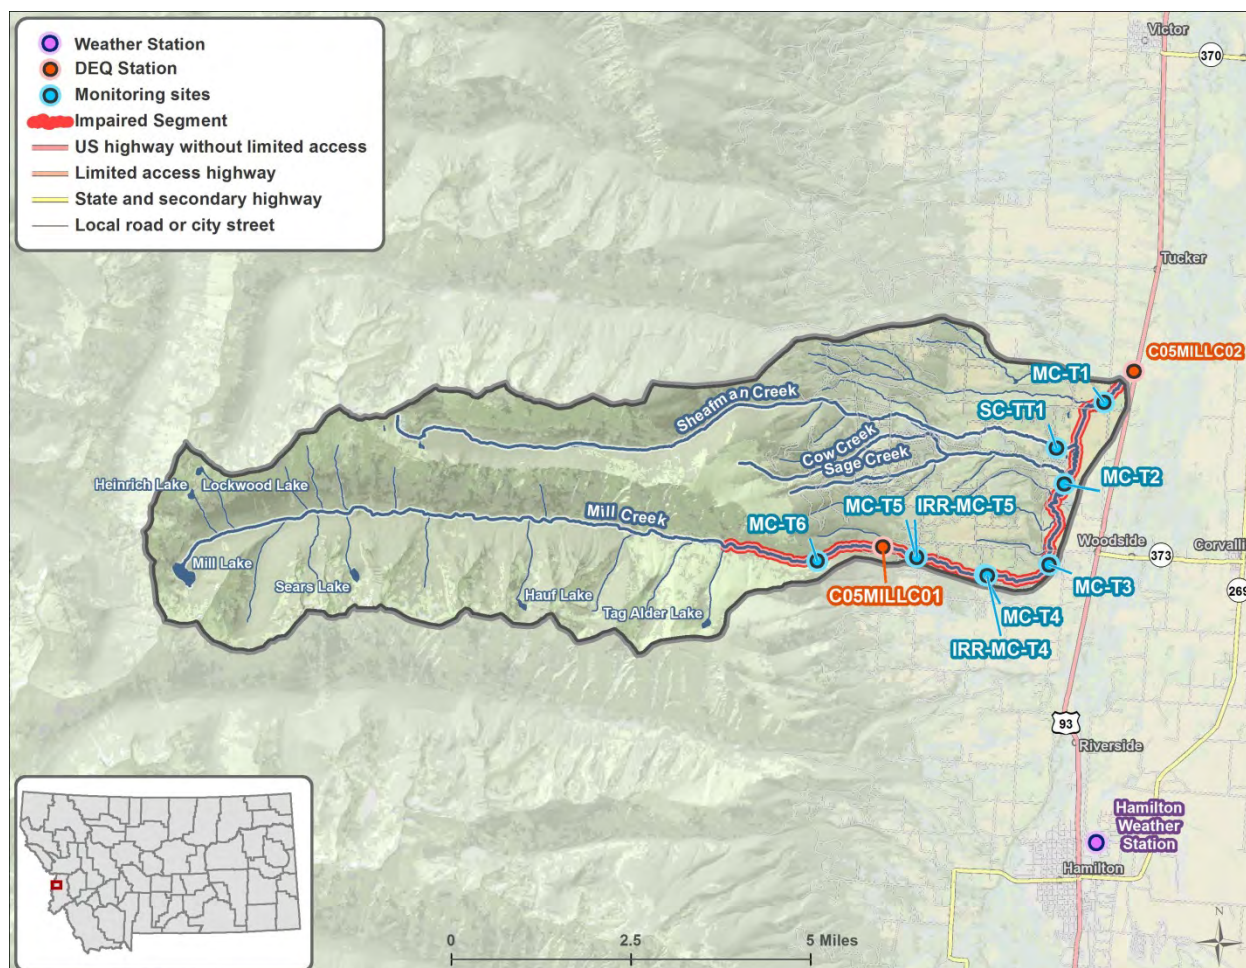 Weather Station
DEQ Station
Monitoring sites
Impaired Segment
US highway without limited access
Limited access highway
State and secondary highway
Local road or city street
Victor
370
Tucker
C05MILLC02
MC-T1
SC-TT1
Sheafman Creek
Cow Creek
Sage Creek
MC-T2
Heinrich Lake
Lockwood Lake
Mill Creek
MC-T5
IRR-MC-T5
MC-T6
Woodside
Corvalli
373
Mill Lake
Sears Lake
Hauf Lake
Tag Alder Lake
C05MILLC01
MC-T3
269
MC-T4
IRR-MC-T4
93
Riverside
Hamilton
Weather
Station
Hamilton
N
0
2.5
5 Miles